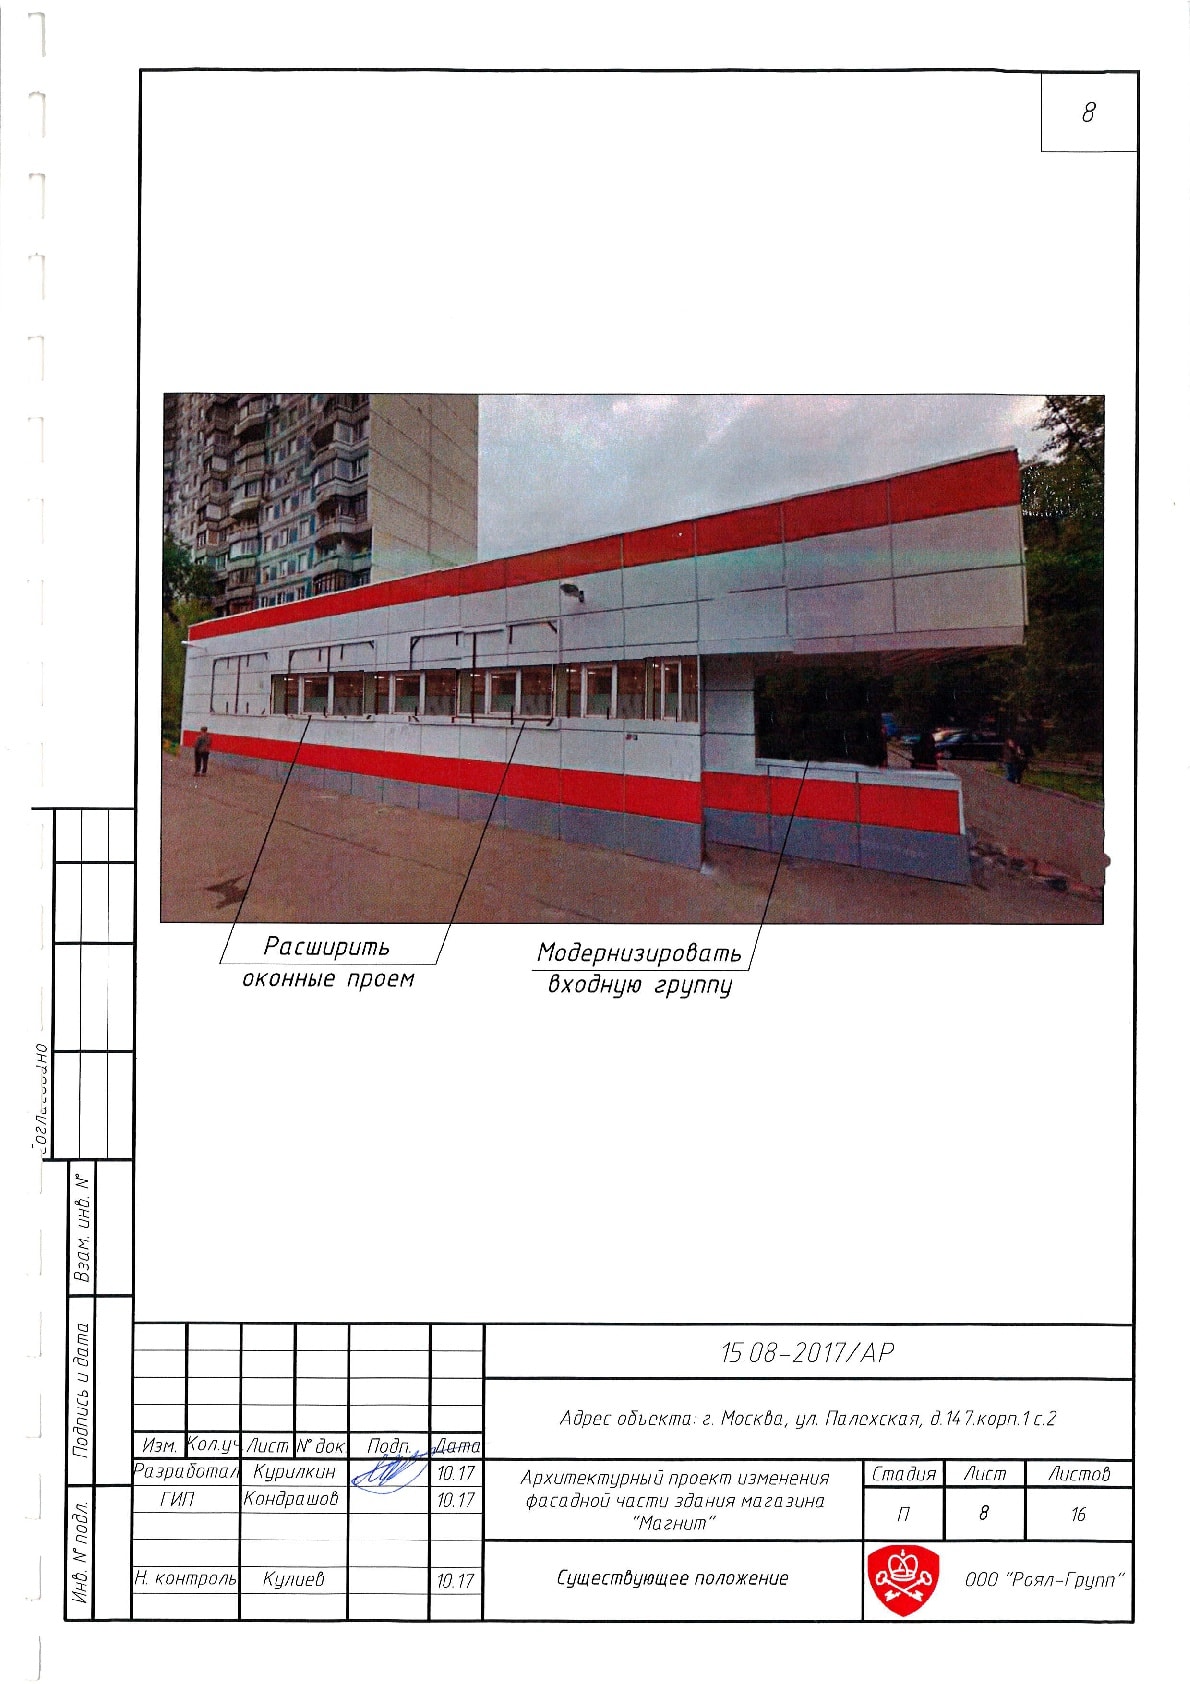 8
Расширить
оконные проем
Модернизировать
входную группу
Согласовано
Взам. инв. №
Подпись и дата
Инв. № подл.
15 08-2017/АР
Адрес объекта: г. Москва, ул. Палехская, д.147.корп.1 с.2
Изм. Кол.уч Лист № док. Подп. Дата
Разработал Курилкин 10.17
ГИП Кондрашов 10.17
Н. контроль Кулиев 10.17
Архитектурный проект изменения
фасадной части здания магазина
"Магнит"
Стадия Лист Листов
П 8 16
Существующее положение
ООО "Роял-Групп"